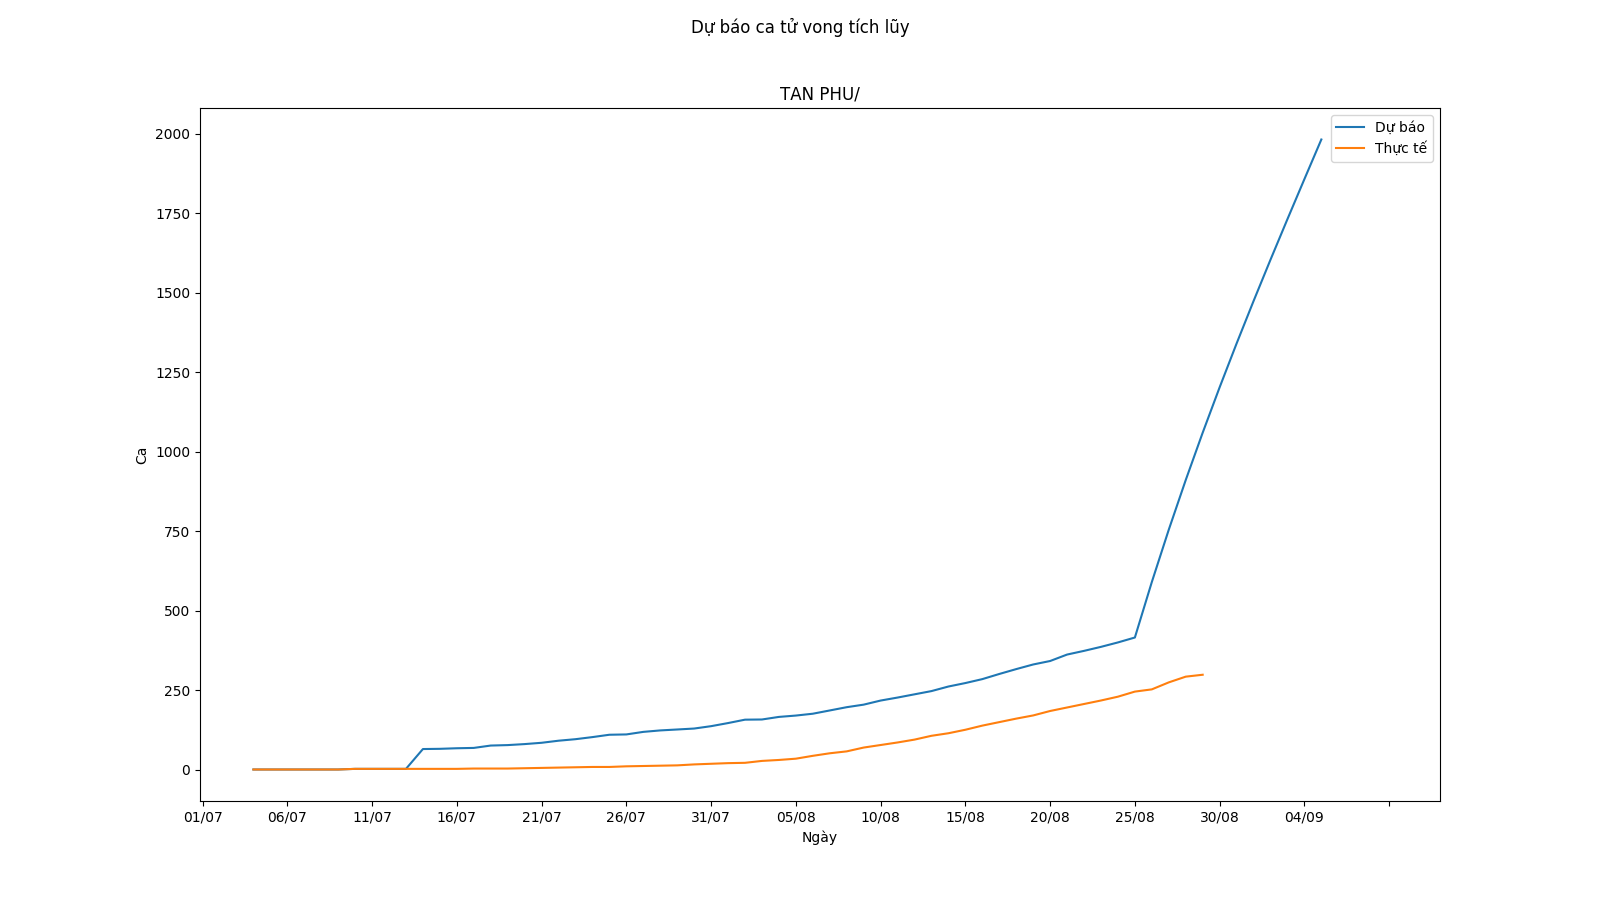 Dự báo ca tử vong tích lũy
TAN PHU/
Dự báo
Thực tế
2000
1750
1500
1250
1000
750
500
250
0
Ca
01/07 06/07 11/07 16/07 21/07 26/07 31/07 05/08 10/08 15/08 20/08 25/08 30/08 04/09
Ngày